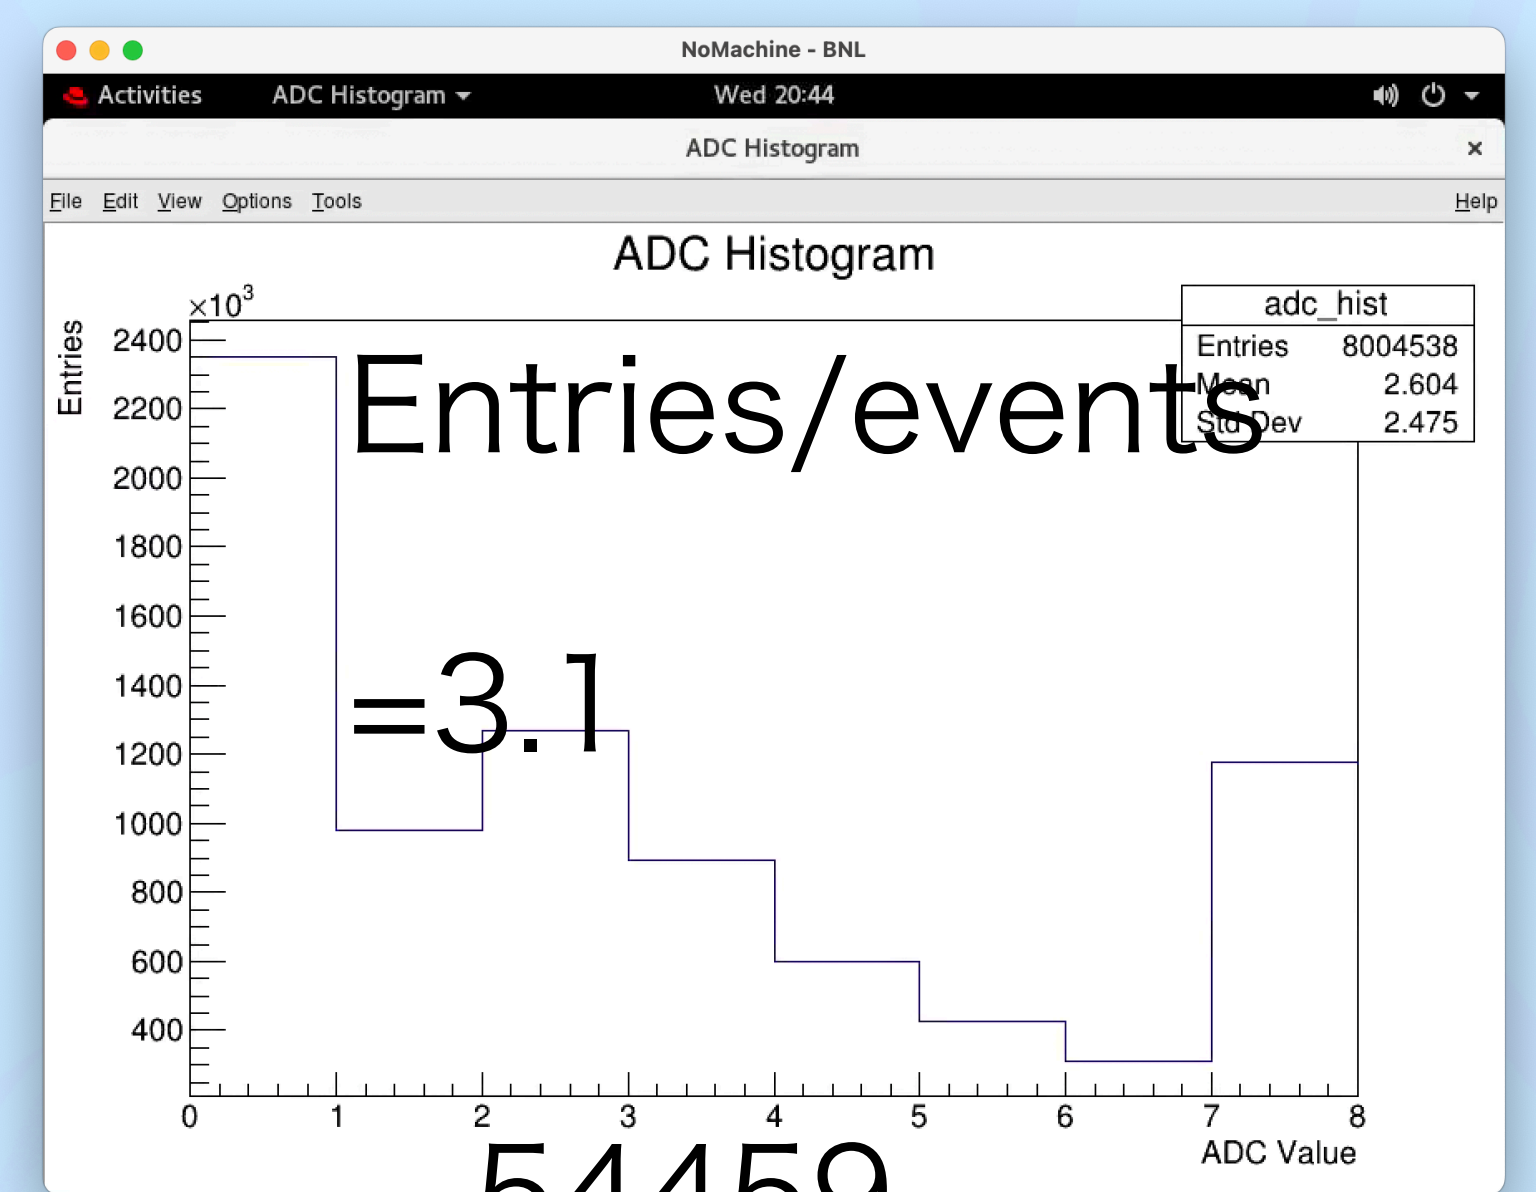 NoMachine - BNL
Activities
ADC Histogram
Wed 20:44
ADC Histogram
File Edit View Options Tools Help
ADC Histogram
×10³
adc_hist
Entries 8004538
Mean 2.604
Std Dev 2.475
Entries
Entries/events
=3.1
2400
2200
2000
1800
1600
1400
1200
1000
800
600
400
0 1 2 3 4 5 6 7 8
ADC Value
54459